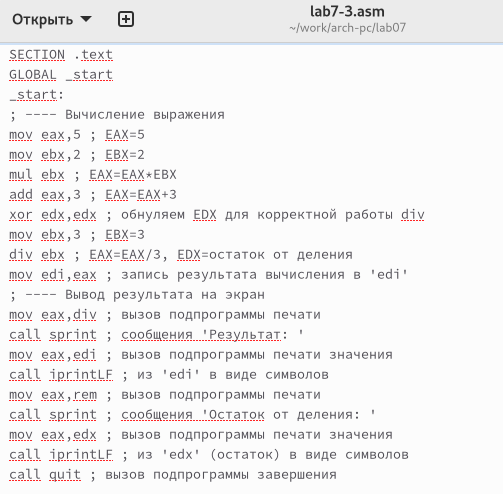 Открыть
lab7-3.asm
~/work/arch-pc/lab07
SECTION .text
GLOBAL _start
_start:
; ---- Вычисление выражения
mov eax,5 ; EAX=5
mov ebx,2 ; EBX=2
mul ebx ; EAX=EAX*EBX
add eax,3 ; EAX=EAX+3
xor edx,edx ; обнуляем EDX для корректной работы div
mov ebx,3 ; EBX=3
div ebx ; EAX=EAX/3, EDX=остаток от деления
mov edi,eax ; запись результата вычисления в 'edi'
; ---- Вывод результата на экран
mov eax,div ; вызов подпрограммы печати
call sprint ; сообщения 'Результат: '
mov eax,edi ; вызов подпрограммы печати значения
call iprintLF ; из 'edi' в виде символов
mov eax,rem ; вызов подпрограммы печати
call sprint ; сообщения 'Остаток от деления: '
mov eax,edx ; вызов подпрограммы печати значения
call iprintLF ; из 'edx' (остаток) в виде символов
call quit ; вызов подпрограммы завершения